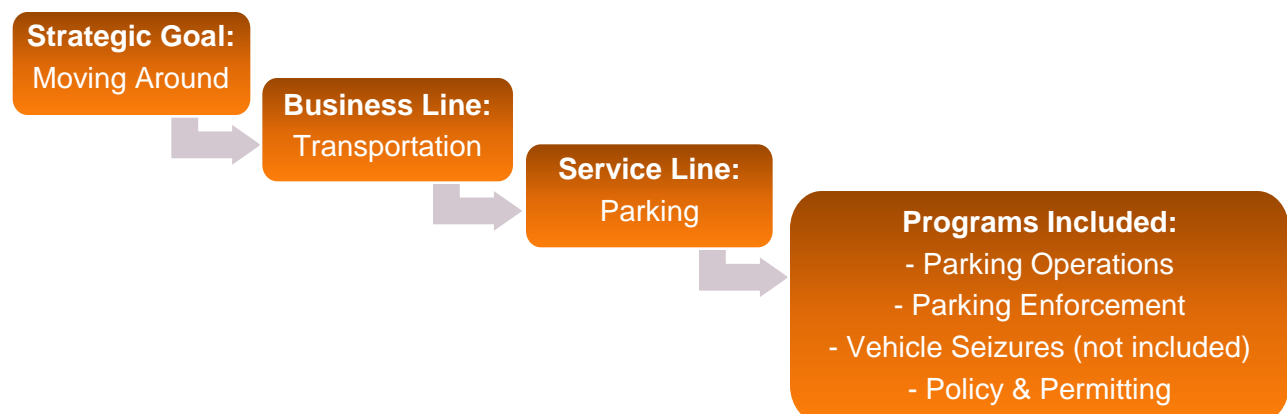 Strategic Goal:
Moving Around
Business Line:
Transportation
Service Line:
Parking
Programs Included:
- Parking Operations
- Parking Enforcement
- Vehicle Seizures (not included)
- Policy & Permitting